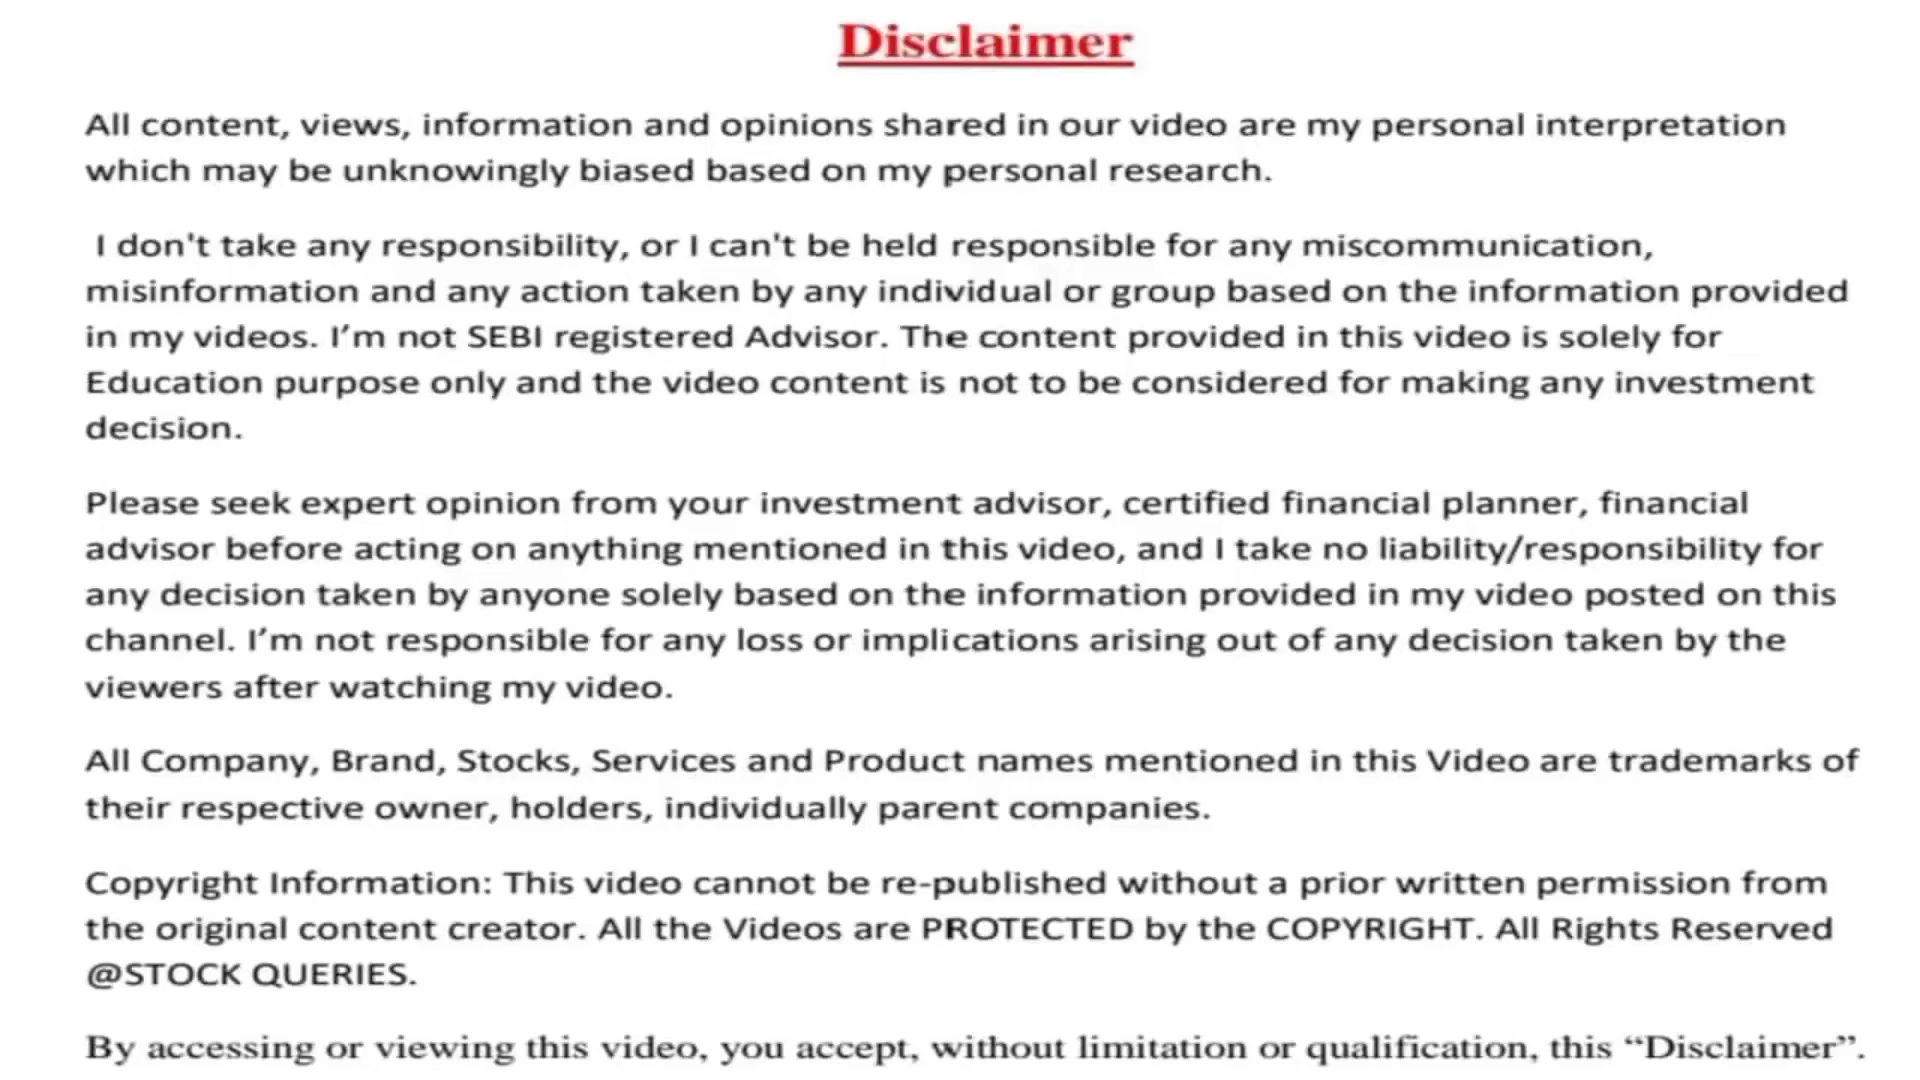 Disclaimer
All content, views, information and opinions shared in our video are my personal interpretation
which may be unknowingly biased based on my personal research.
I don't take any responsibility, or I can't be held responsible for any miscommunication,
misinformation and any action taken by any individual or group based on the information provided
in my videos. I’m not SEBI registered Advisor. The content provided in this video is solely for
Education purpose only and the video content is not to be considered for making any investment
decision.
Please seek expert opinion from your investment advisor, certified financial planner, financial
advisor before acting on anything mentioned in this video, and I take no liability/responsibility for
any decision taken by anyone solely based on the information provided in my video posted on this
channel. I’m not responsible for any loss or implications arising out of any decision taken by the
viewers after watching my video.
All Company, Brand, Stocks, Services and Product names mentioned in this Video are trademarks of
their respective owner, holders, individually parent companies.
Copyright Information: This video cannot be re-published without a prior written permission from
the original content creator. All the Videos are PROTECTED by the COPYRIGHT. All Rights Reserved
@STOCK QUERIES.
By accessing or viewing this video, you accept, without limitation or qualification, this “Disclaimer”.